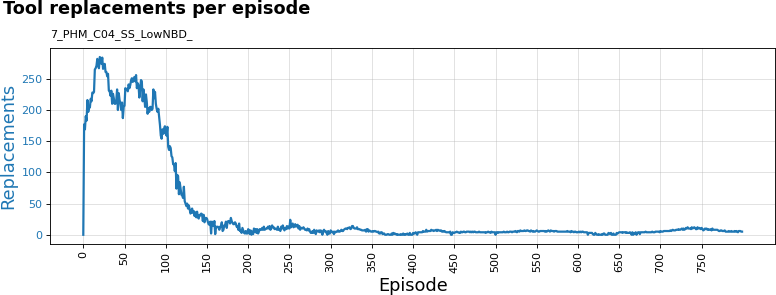 Tool replacements per episode
7_PHM_C04_SS_LowNBD_
Replacements
250
200
150
100
50
0
0 50 100 150 200 250 300 350 400 450 500 550 600 650 700 750
Episode